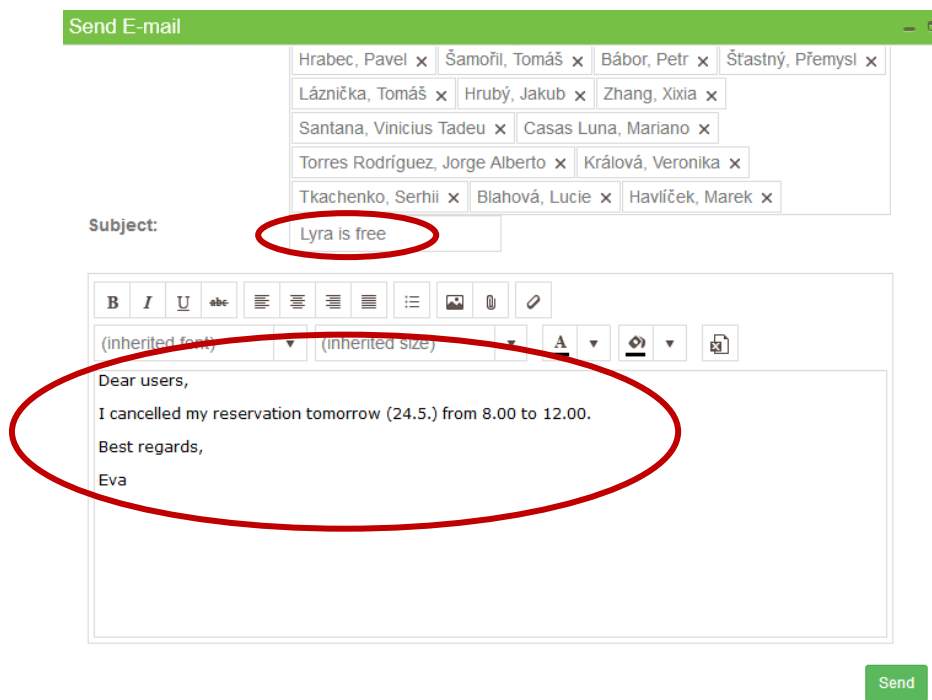 Send E-mail
Hrabec, Pavel × Šamořil, Tomáš × Bábor, Petr × Šťastný, Přemysl ×
Láznička, Tomáš × Hrubý, Jakub × Zhang, Xixia ×
Santana, Vinicius Tadeu × Casas Luna, Mariano ×
Torres Rodríguez, Jorge Alberto × Králová, Veronika ×
Tkachenko, Serhii × Blahová, Lucie × Havlíček, Marek ×
Subject: Lyra is free
B I U abc
(inherited font) (inherited size) A
Dear users,
I cancelled my reservation tomorrow (24.5.) from 8.00 to 12.00.
Best regards,
Eva
Send